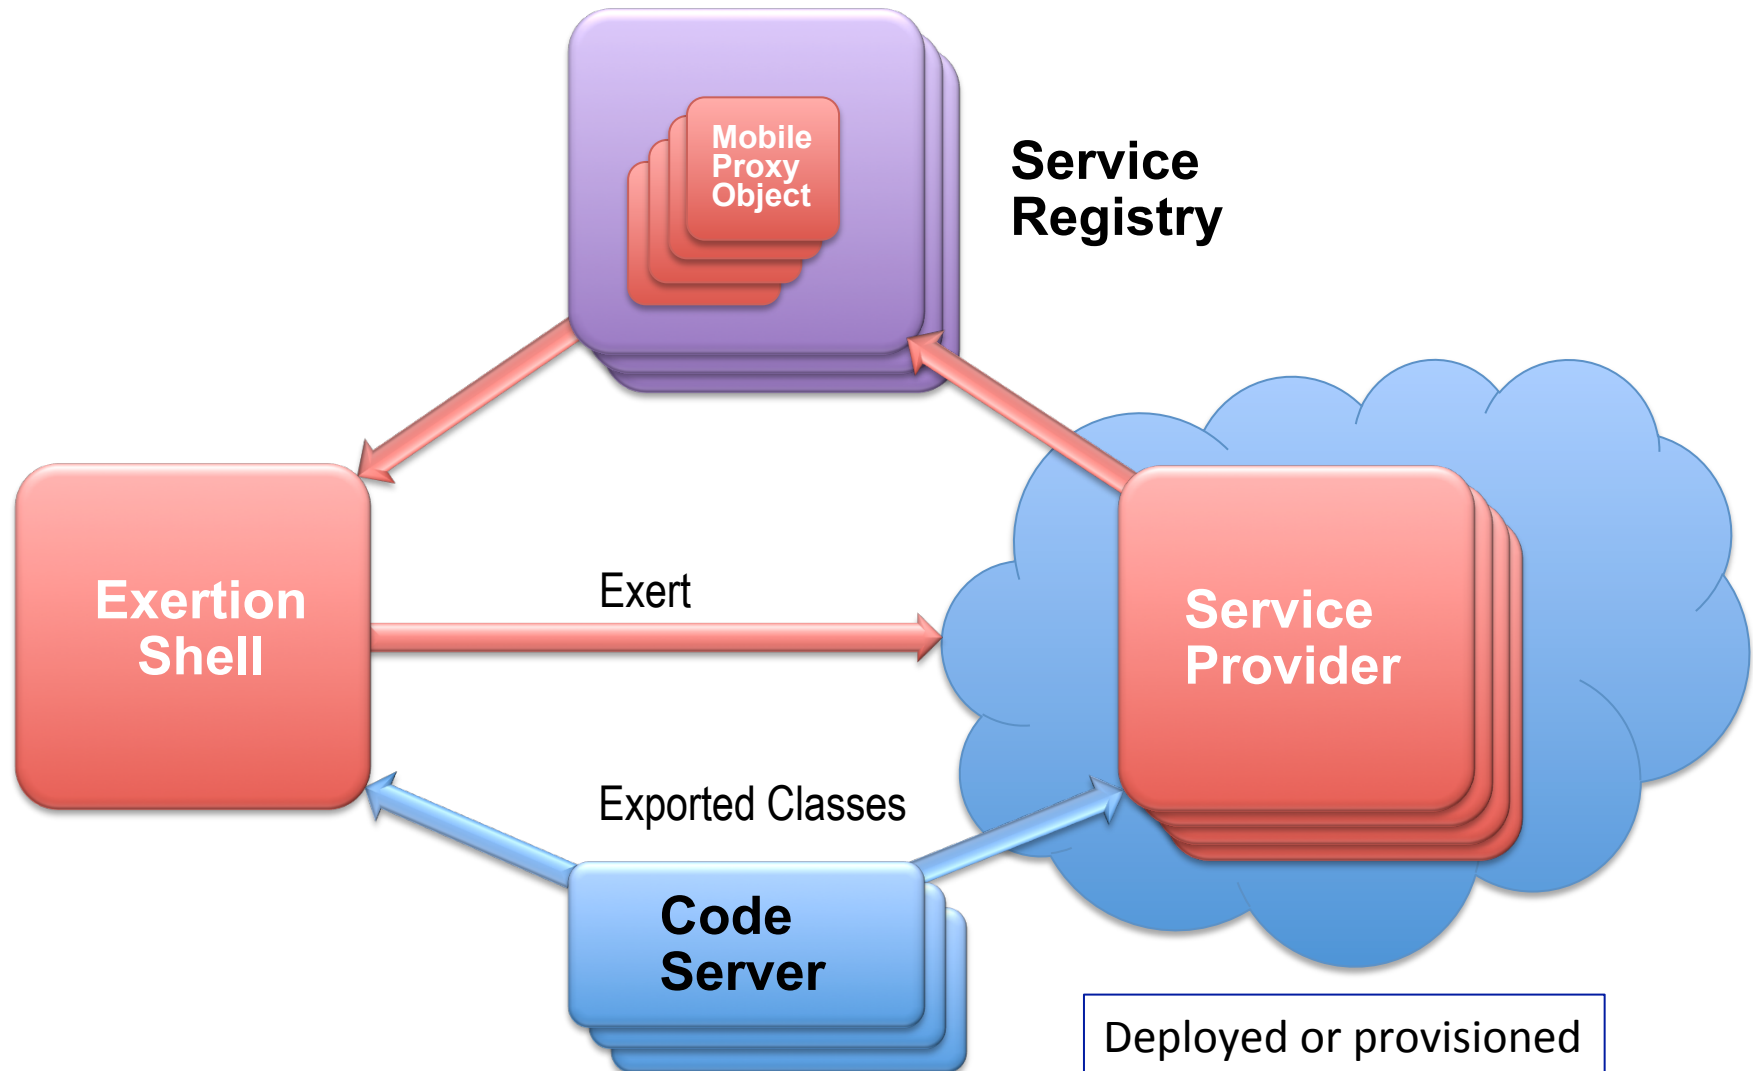 Mobile
Proxy
Object
Service
Registry
Exertion
Shell
Exert
Service
Provider
Exported Classes
Code
Server
Deployed or provisioned